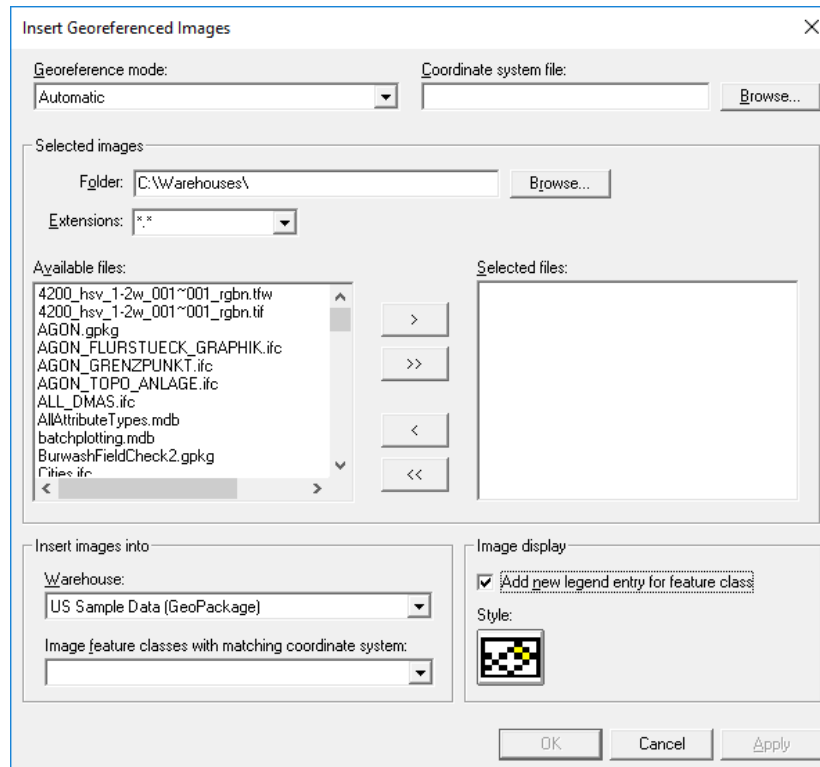 Insert Georeferenced Images
Georeference mode:
Coordinate system file:
Automatic
Browse...
Selected images
Folder: C:\Warehouses\ Browse...
Extensions: *.*
Available files:
Selected files:
4200_hsv_1-2w_001~001_rgbn.tfw
4200_hsv_1-2w_001~001_rgbn.tif
AGON.gpkg
AGON_FLURSTUECK_GRAPHIK.ifc
AGON_GRENZPUNKT.ifc
AGON_TOPO_ANLAGE.ifc
ALL_DMAS.ifc
AllAttributeTypes.mdb
batchplotting.mdb
BurwashFieldCheck2.gpkg
Cities.ifc
>
>>
<
<<
Insert images into
Warehouse:
US Sample Data (GeoPackage)
Image feature classes with matching coordinate system:
Image display
Add new legend entry for feature class
Style:
OK Cancel Apply